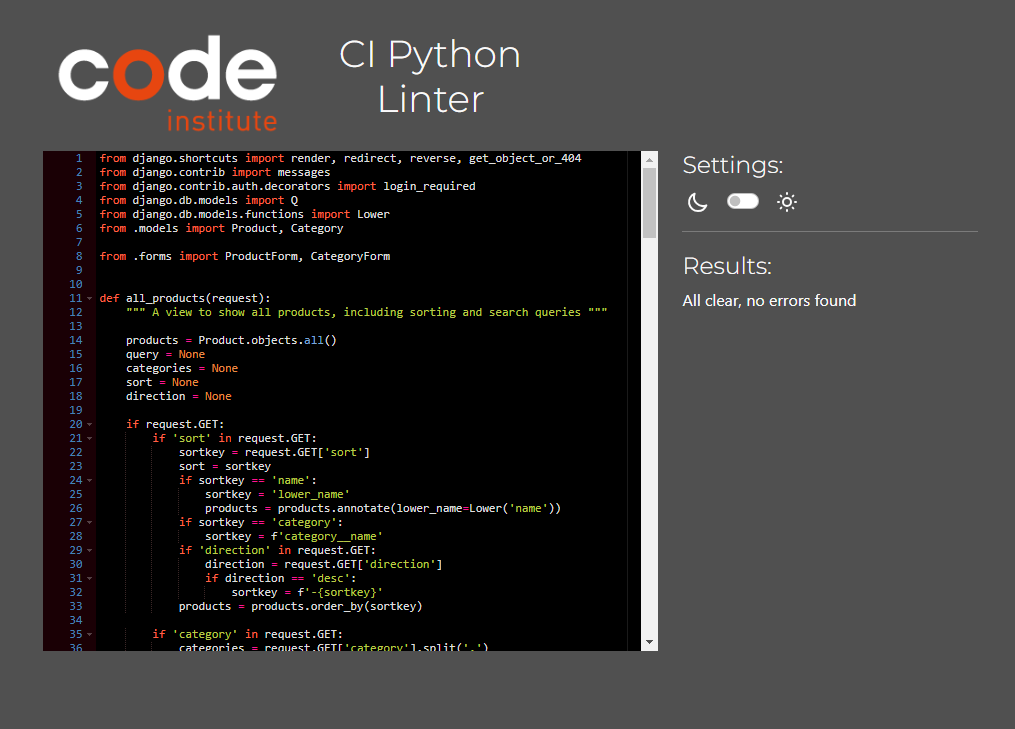 code
institute
CI Python
Linter
1 from django.shortcuts import render, redirect, reverse, get_object_or_404
2 from django.contrib import messages
3 from django.contrib.auth.decorators import login_required
4 from django.db.models import Q
5 from django.db.models.functions import Lower
6 from .models import Product, Category
7
8 from .forms import ProductForm, CategoryForm
9
10
11 def all_products(request):
12     """ A view to show all products, including sorting and search queries """
13
14     products = Product.objects.all()
15     query = None
16     categories = None
17     sort = None
18     direction = None
19
20     if request.GET:
21         if 'sort' in request.GET:
22             sortkey = request.GET['sort']
23             sort = sortkey
24             if sortkey == 'name':
25                 sortkey = 'lower_name'
26                 products = products.annotate(lower_name=Lower('name'))
27             if sortkey == 'category':
28                 sortkey = f'category__name'
29             if 'direction' in request.GET:
30                 direction = request.GET['direction']
31                 if direction == 'desc':
32                     sortkey = f'-{sortkey}'
33             products = products.order_by(sortkey)
34
35         if 'category' in request.GET:
36             categories = request.GET['category'].split(',')
Settings:
Results:
All clear, no errors found